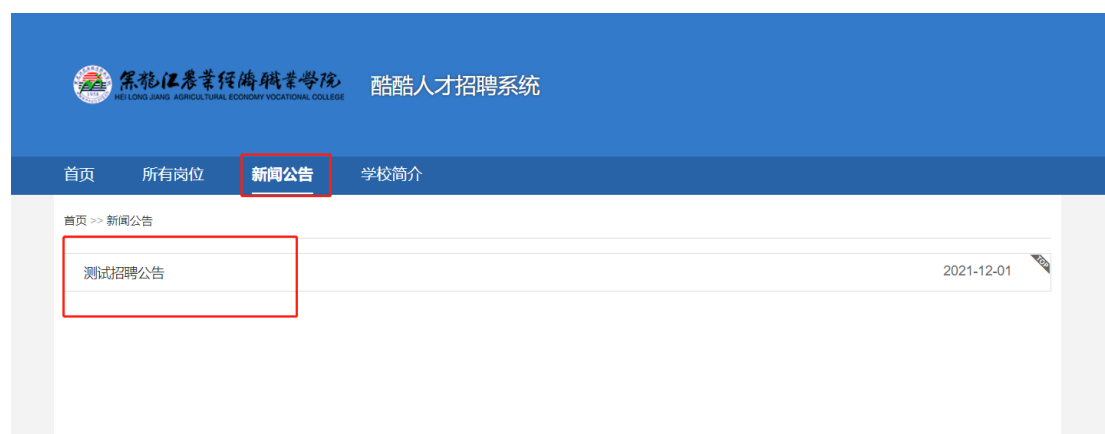 黑龙江农业经济职业学院
HEI LONG JIANG AGRICULTURAL ECONOMY VOCATIONAL COLLEGE
酷酷人才招聘系统
首页 所有岗位 新闻公告 学校简介
首页 >> 新闻公告
测试招聘公告 2021-12-01 TOP